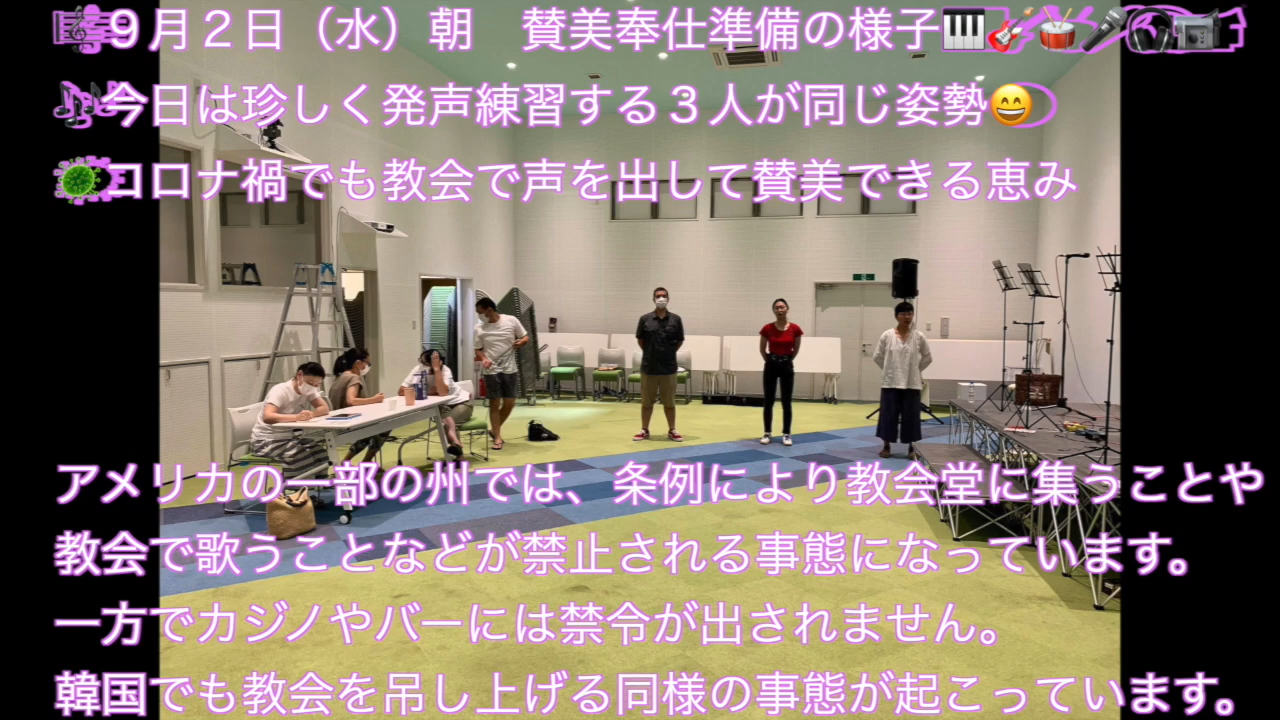 🎼９月２日（水）朝　賛美奉仕準備の様子🎹🎸🥁🎤🎧📹
🎶今日は珍しく発声練習する３人が同じ姿勢😄
🦠コロナ禍でも教会で声を出して賛美できる恵み
アメリカの一部の州では、条例により教会堂に集うことや
教会で歌うことなどが禁止される事態になっています。
一方でカジノやバーには禁令が出されません。
韓国でも教会を吊し上げる同様の事態が起こっています。